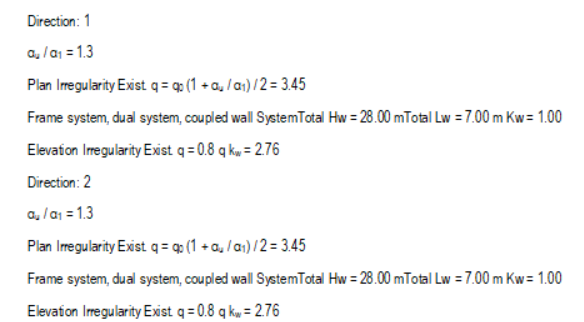 Direction: 1
αᵤ / α₁ = 1.3
Plan Irregularity Exist. q = q₀ (1 + αᵤ / α₁) / 2 = 3.45
Frame system, dual system, coupled wall SystemTotal Hw = 28.00 mTotal Lw = 7.00 m Kw = 1.00
Elevation Irregularity Exist. q = 0.8 q kw = 2.76
Direction: 2
αᵤ / α₁ = 1.3
Plan Irregularity Exist. q = q₀ (1 + αᵤ / α₁) / 2 = 3.45
Frame system, dual system, coupled wall SystemTotal Hw = 28.00 mTotal Lw = 7.00 m Kw = 1.00
Elevation Irregularity Exist. q = 0.8 q kw = 2.76